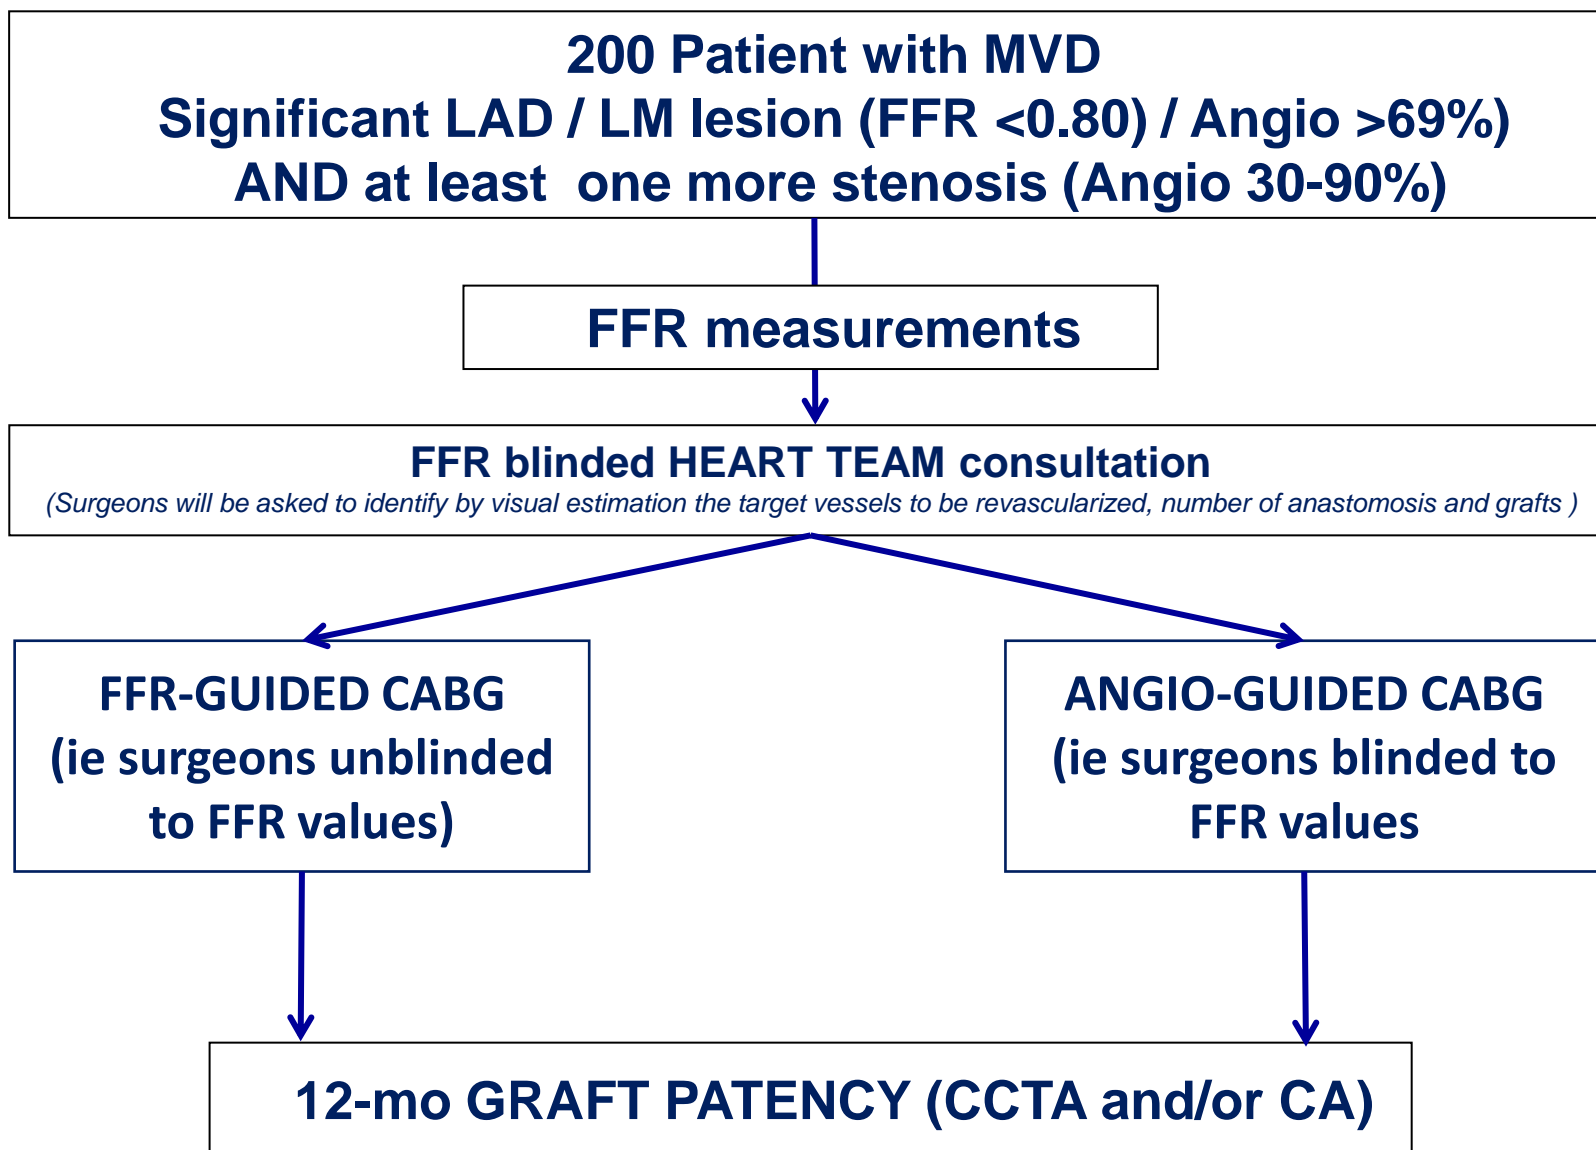 200 Patient with MVD
Significant LAD / LM lesion (FFR <0.80) / Angio >69%)
AND at least one more stenosis (Angio 30-90%)
FFR measurements
FFR blinded HEART TEAM consultation
(Surgeons will be asked to identify by visual estimation the target vessels to be revascularized, number of anastomosis and grafts )
FFR-GUIDED CABG
(ie surgeons unblinded
to FFR values)
ANGIO-GUIDED CABG
(ie surgeons blinded to
FFR values
12-mo GRAFT PATENCY (CCTA and/or CA)